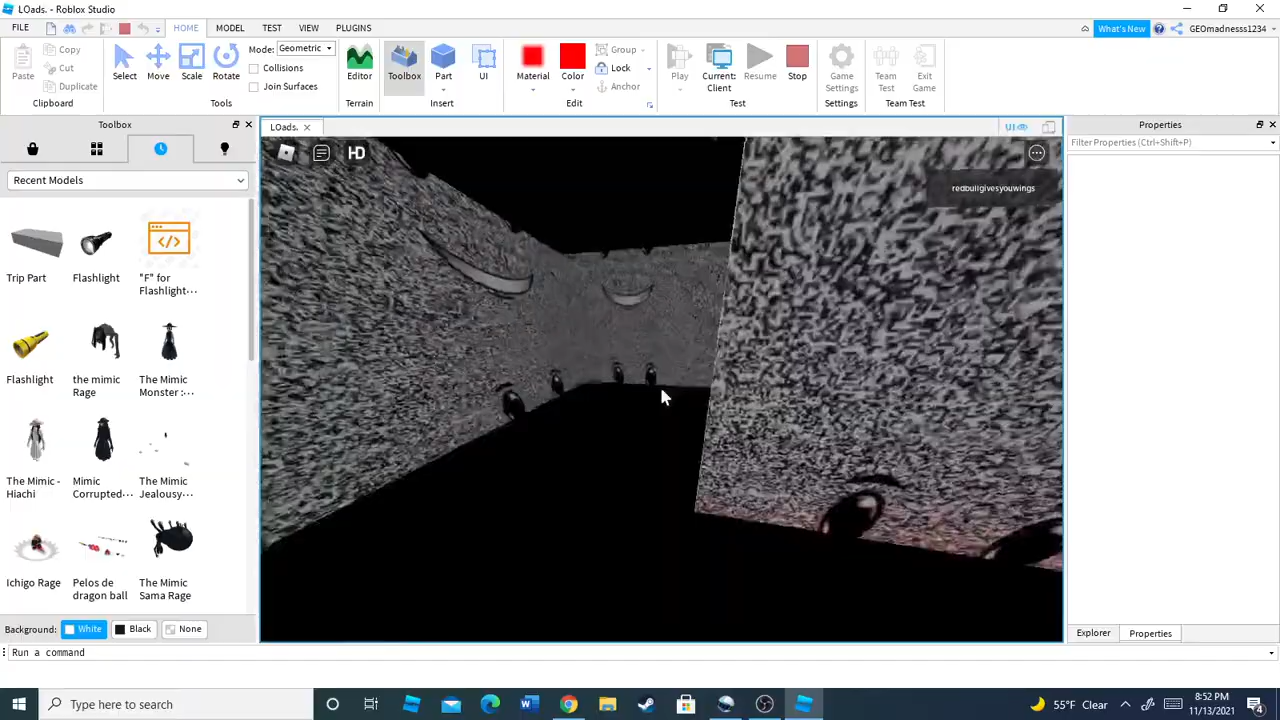 LOads. - Roblox Studio
FILE HOME MODEL TEST VIEW PLUGINS What's New GEOmadnesss1234
Paste Copy Cut Duplicate Select Move Scale Rotate Mode: Geometric Collisions Join Surfaces Editor Toolbox Part UI Material Color Group Lock Anchor Play Current: Client Resume Stop Game Settings Team Test Exit Game
Clipboard Tools Terrain Insert Edit Test Settings Team Test
Toolbox LOads. UI Properties
Filter Properties (Ctrl+Shift+P)
HD
Recent Models redbullgivesyouwings
Trip Part Flashlight "F" for Flashlight...
Flashlight the mimic Rage The Mimic Monster :...
The Mimic - Hiachi Mimic Corrupted... The Mimic Jealousy...
Ichigo Rage Pelos de dragon ball The Mimic Sama Rage
Background: White Black None Explorer Properties
Run a command
Type here to search 55°F Clear 8:52 PM
11/13/2021 4